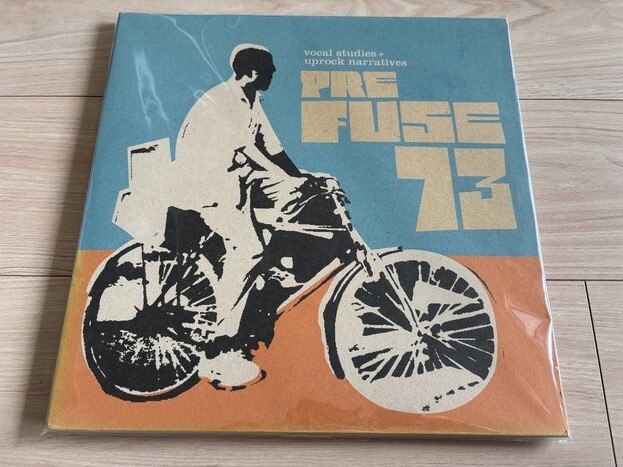 vocal studies+
uprock narratives
PRE
FUSE
73